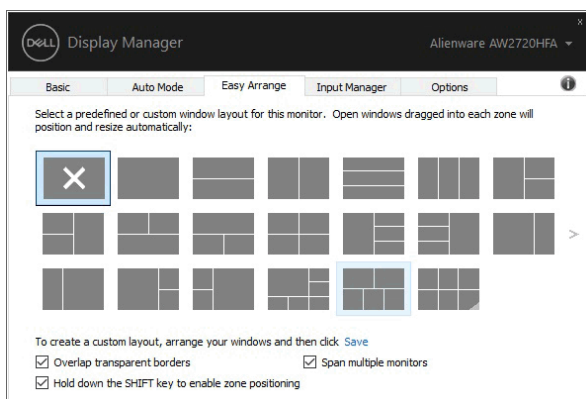 x
DELL Display Manager Alienware AW2720HFA
Basic Auto Mode Easy Arrange Input Manager Options i
Select a predefined or custom window layout for this monitor. Open windows dragged into each zone will
position and resize automatically:
>
To create a custom layout, arrange your windows and then click Save
Overlap transparent borders Span multiple monitors
Hold down the SHIFT key to enable zone positioning